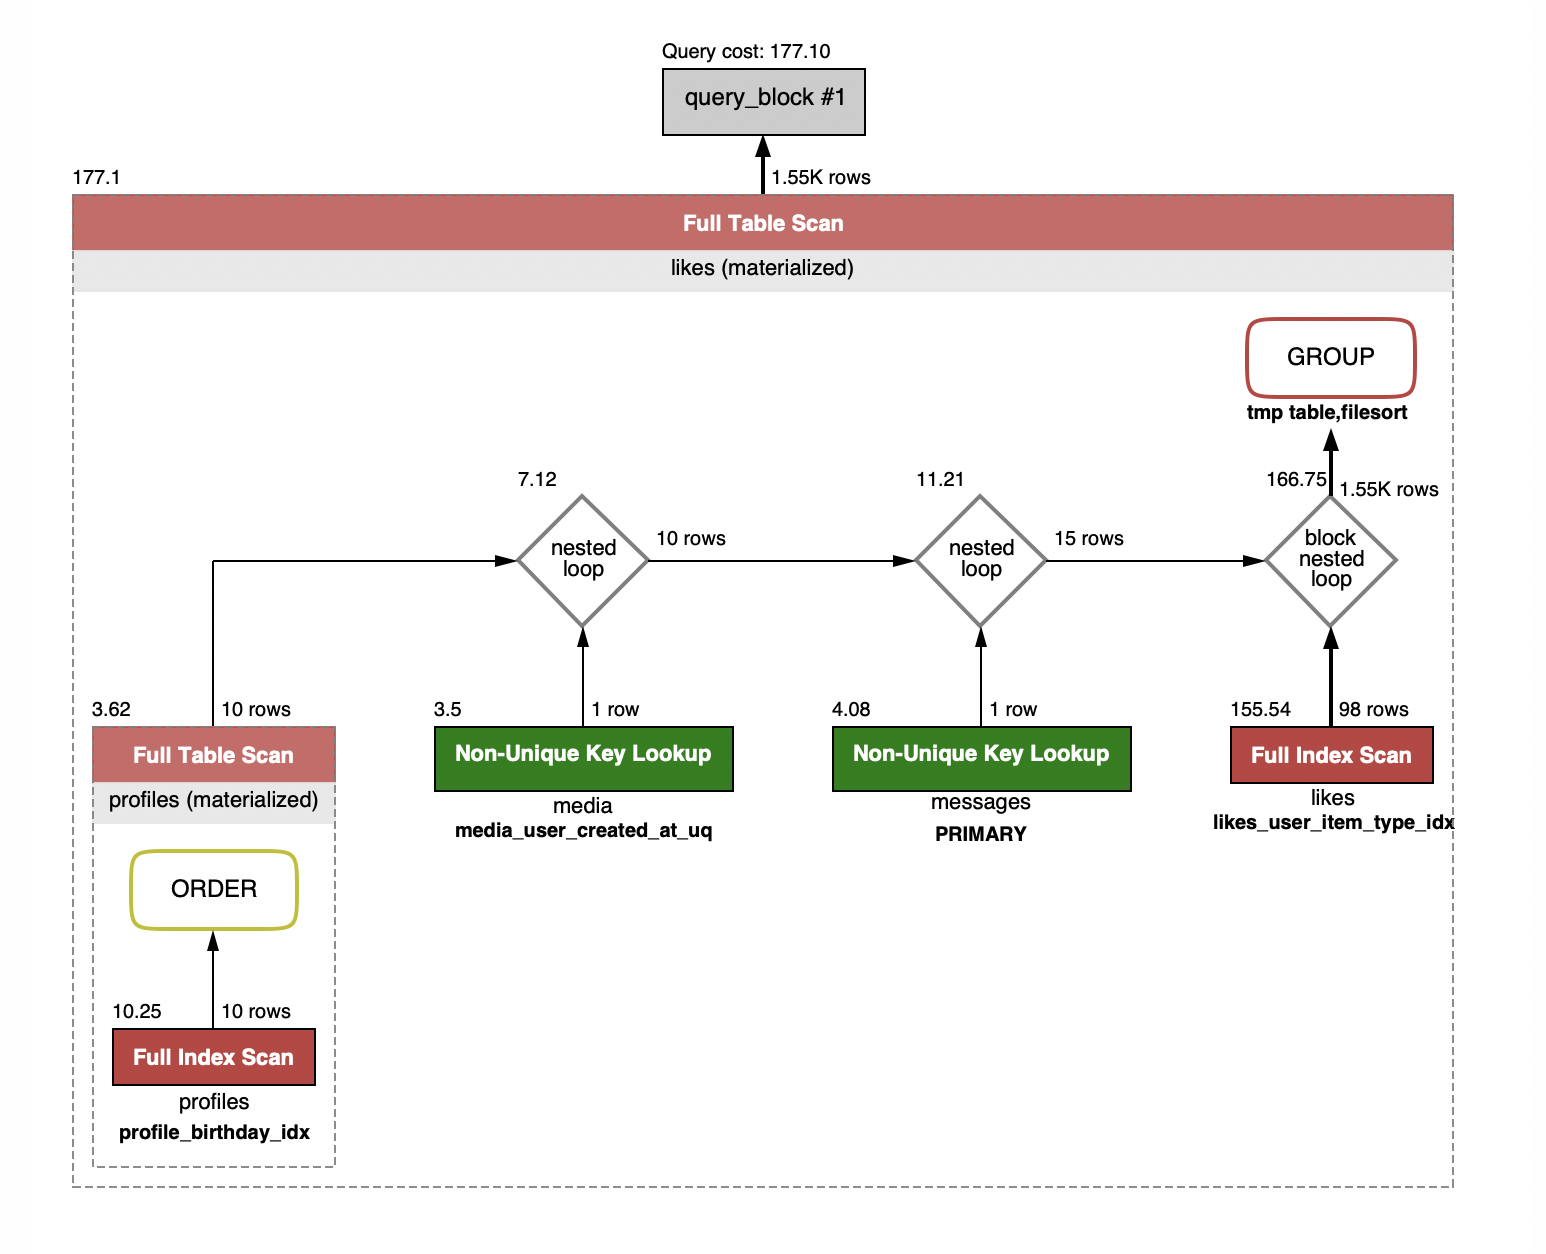 Query cost: 177.10
query_block #1
177.1
1.55K rows
Full Table Scan
likes (materialized)
GROUP
tmp table,filesort
7.12
nested
loop
10 rows
11.21
nested
loop
15 rows
166.75
1.55K rows
block
nested
loop
3.62
10 rows
Full Table Scan
profiles (materialized)
ORDER
10.25
10 rows
Full Index Scan
profiles
profile_birthday_idx
3.5
1 row
Non-Unique Key Lookup
media
media_user_created_at_uq
4.08
1 row
Non-Unique Key Lookup
messages
PRIMARY
155.54
98 rows
Full Index Scan
likes
likes_user_item_type_idx